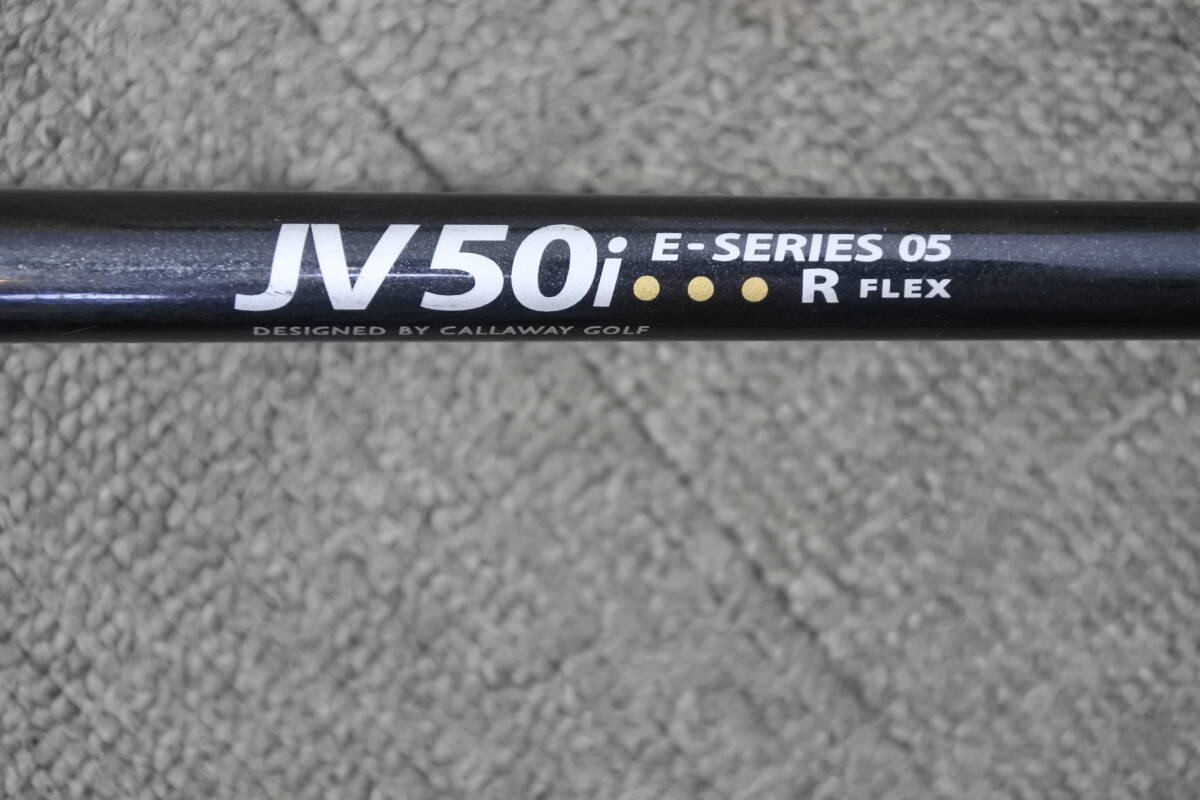 JV50i E-SERIES 05
●●● R FLEX
DESIGNED BY CALLAWAY GOLF